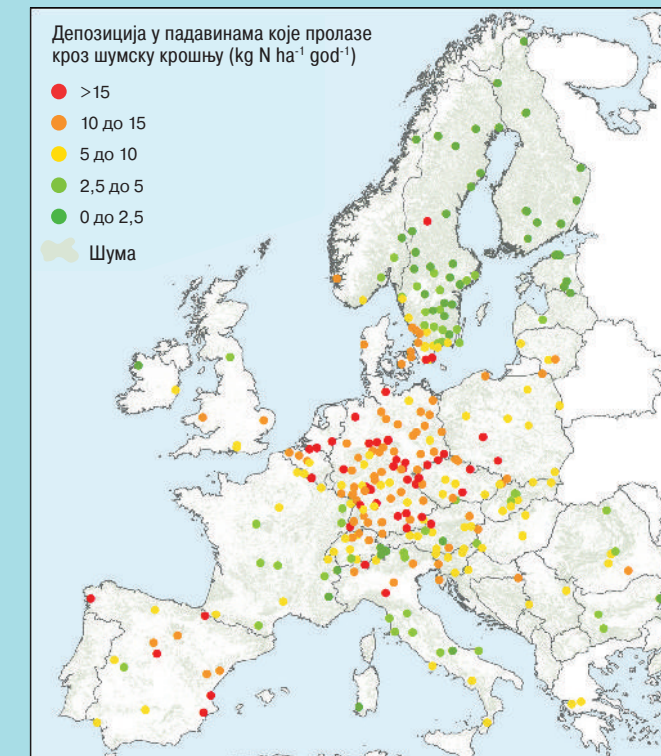 Депозиција у падавинама које пролазе
кроз шумску крошњу (kg N ha⁻¹ god⁻¹)
>15
10 до 15
5 до 10
2,5 до 5
0 до 2,5
Шума